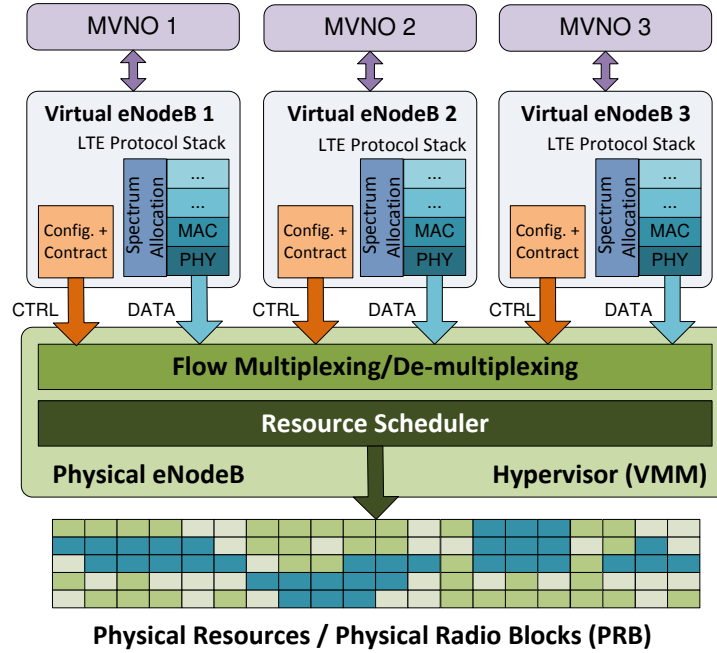 MVNO 1
MVNO 2
MVNO 3
Virtual eNodeB 1
LTE Protocol Stack
Spectrum
Allocation
...
...
MAC
PHY
Config. +
Contract
Virtual eNodeB 2
LTE Protocol Stack
Spectrum
Allocation
...
...
MAC
PHY
Config. +
Contract
Virtual eNodeB 3
LTE Protocol Stack
Spectrum
Allocation
...
...
MAC
PHY
Config. +
Contract
CTRL
DATA
CTRL
DATA
CTRL
DATA
Flow Multiplexing/De-multiplexing
Resource Scheduler
Physical eNodeB
Hypervisor (VMM)
Physical Resources / Physical Radio Blocks (PRB)